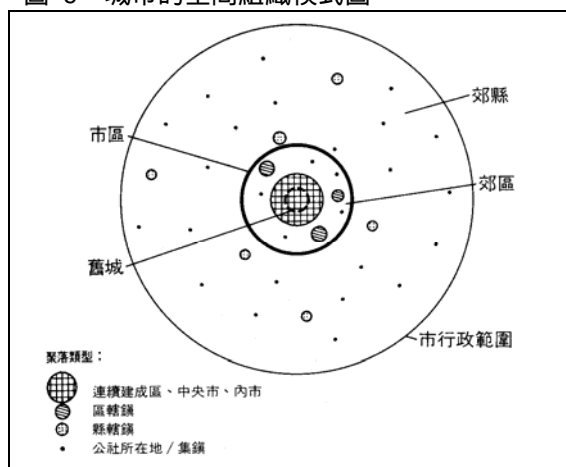 圖 城市的空間組織模式圖
郊縣
市區
郊區
舊城
市行政範圍
聚落類型：
連續建成區、中央市、內市
區轄鎮
縣轄鎮
公社所在地／集鎮